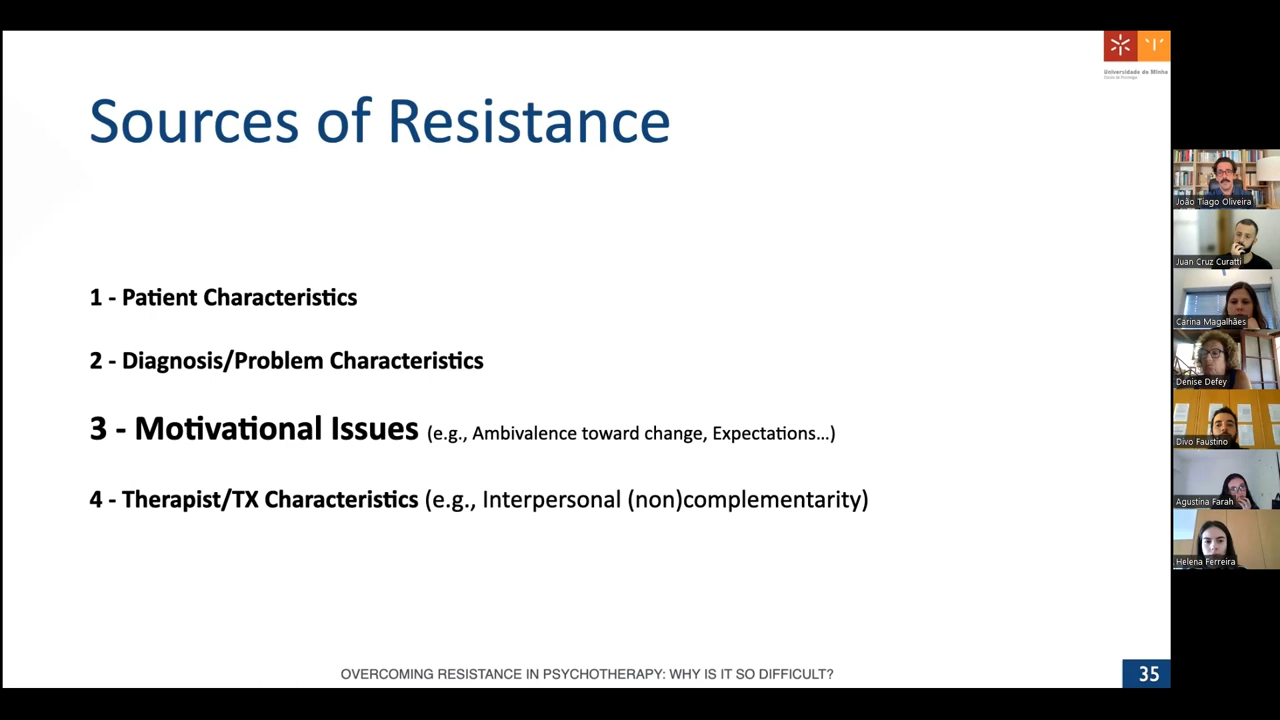 Universidade do Minho
Escola de Psicologia
Sources of Resistance
1 - Patient Characteristics
2 - Diagnosis/Problem Characteristics
3 - Motivational Issues (e.g., Ambivalence toward change, Expectations...)
4 - Therapist/TX Characteristics (e.g., Interpersonal (non)complementarity)
OVERCOMING RESISTANCE IN PSYCHOTHERAPY: WHY IS IT SO DIFFICULT?
35
João Tiago Oliveira
Juan Cruz Curatti
Carina Magalhães
Denise Defey
Divo Faustino
Agustina Farah
Helena Ferreira